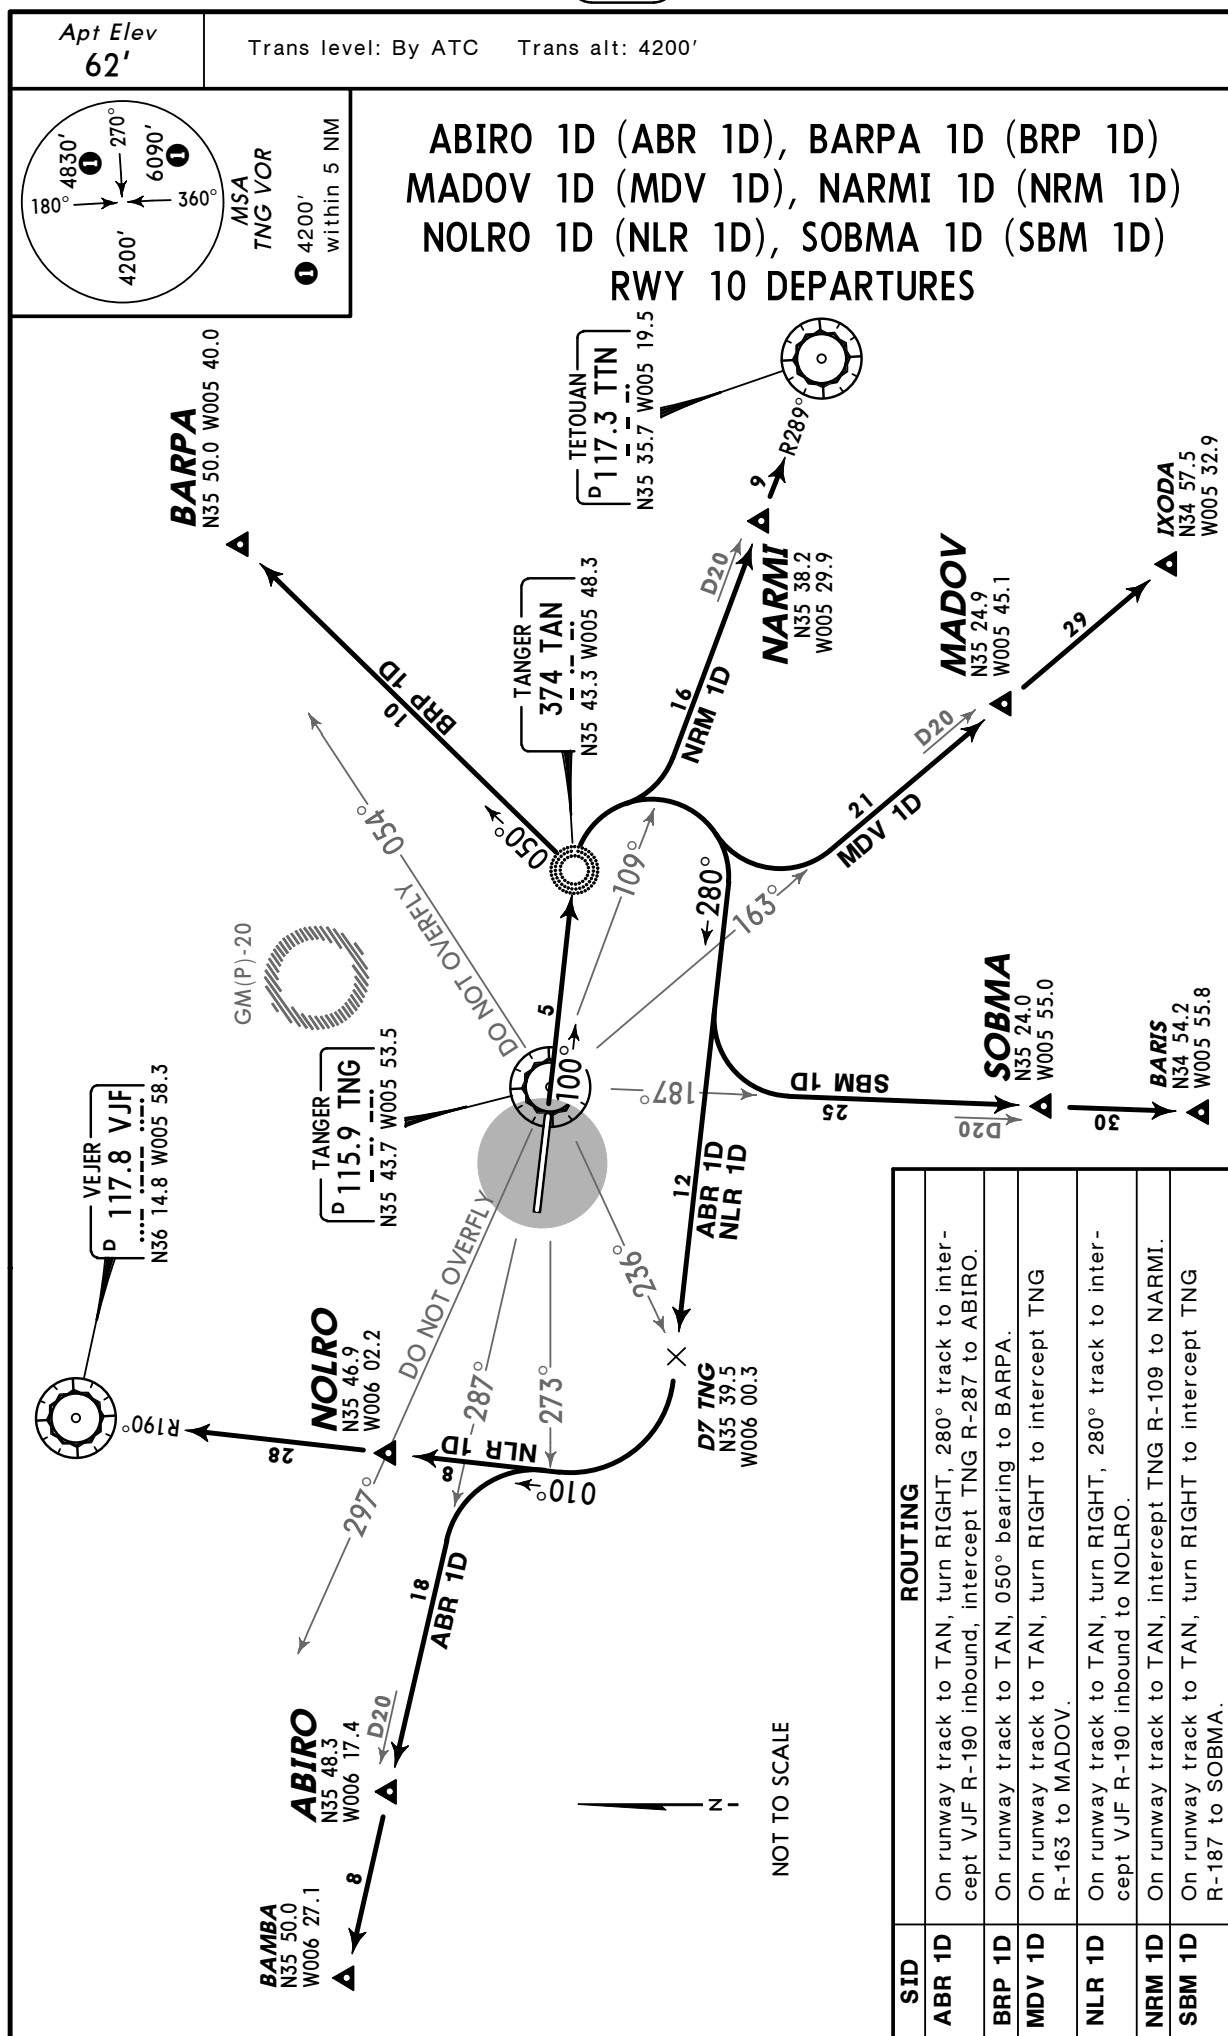 Apt Elev
62'
Trans level: By ATC Trans alt: 4200'
180°
4830'
1
270°
6090'
1
360°
4200'
MSA
TNG VOR
1 4200'
within 5 NM
ABIRO 1D (ABR 1D), BARPA 1D (BRP 1D)
MADOV 1D (MDV 1D), NARMI 1D (NRM 1D)
NOLRO 1D (NLR 1D), SOBMA 1D (SBM 1D)
RWY 10 DEPARTURES
BARPA
N35 50.0 W005 40.0
TETOUAN
D 117.3 TTN
N35 35.7 W005 19.5
R289°
9
D20
NARMI
N35 38.2
W005 29.9
16
NRM 1D
IXODA
N34 57.5
W005 32.9
29
MADOV
N35 24.9
W005 45.1
D20
21
MDV 1D
TANGER
374 TAN
N35 43.3 W005 48.3
BRP 1D
10
050°
054°
DO NOT OVERFLY
109°
280°
163°
GM(P)-20
5
100°
TANGER
D 115.9 TNG
N35 43.7 W005 53.5
187°
SBM 1D
25
D20
SOBMA
N35 24.0
W005 55.0
30
BARIS
N34 54.2
W005 55.8
VEJER
D 117.8 VJF
N36 14.8 W005 58.3
R190°
28
NOLRO
N35 46.9
W006 02.2
DO NOT OVERFLY
297°
287°
273°
236°
12
ABR 1D
NLR 1D
D7 TNG
N35 39.5
W006 00.3
NLR 1D
8
010°
18
ABR 1D
D20
ABIRO
N35 48.3
W006 17.4
8
BAMBA
N35 50.0
W006 27.1
N
NOT TO SCALE
SID ROUTING
ABR 1D On runway track to TAN, turn RIGHT, 280° track to inter-
cept VJF R-190 inbound, intercept TNG R-287 to ABIRO.
BRP 1D On runway track to TAN, 050° bearing to BARPA.
MDV 1D On runway track to TAN, turn RIGHT to intercept TNG
R-163 to MADOV.
NLR 1D On runway track to TAN, turn RIGHT, 280° track to inter-
cept VJF R-190 inbound to NOLRO.
NRM 1D On runway track to TAN, intercept TNG R-109 to NARMI.
SBM 1D On runway track to TAN, turn RIGHT to intercept TNG
R-187 to SOBMA.